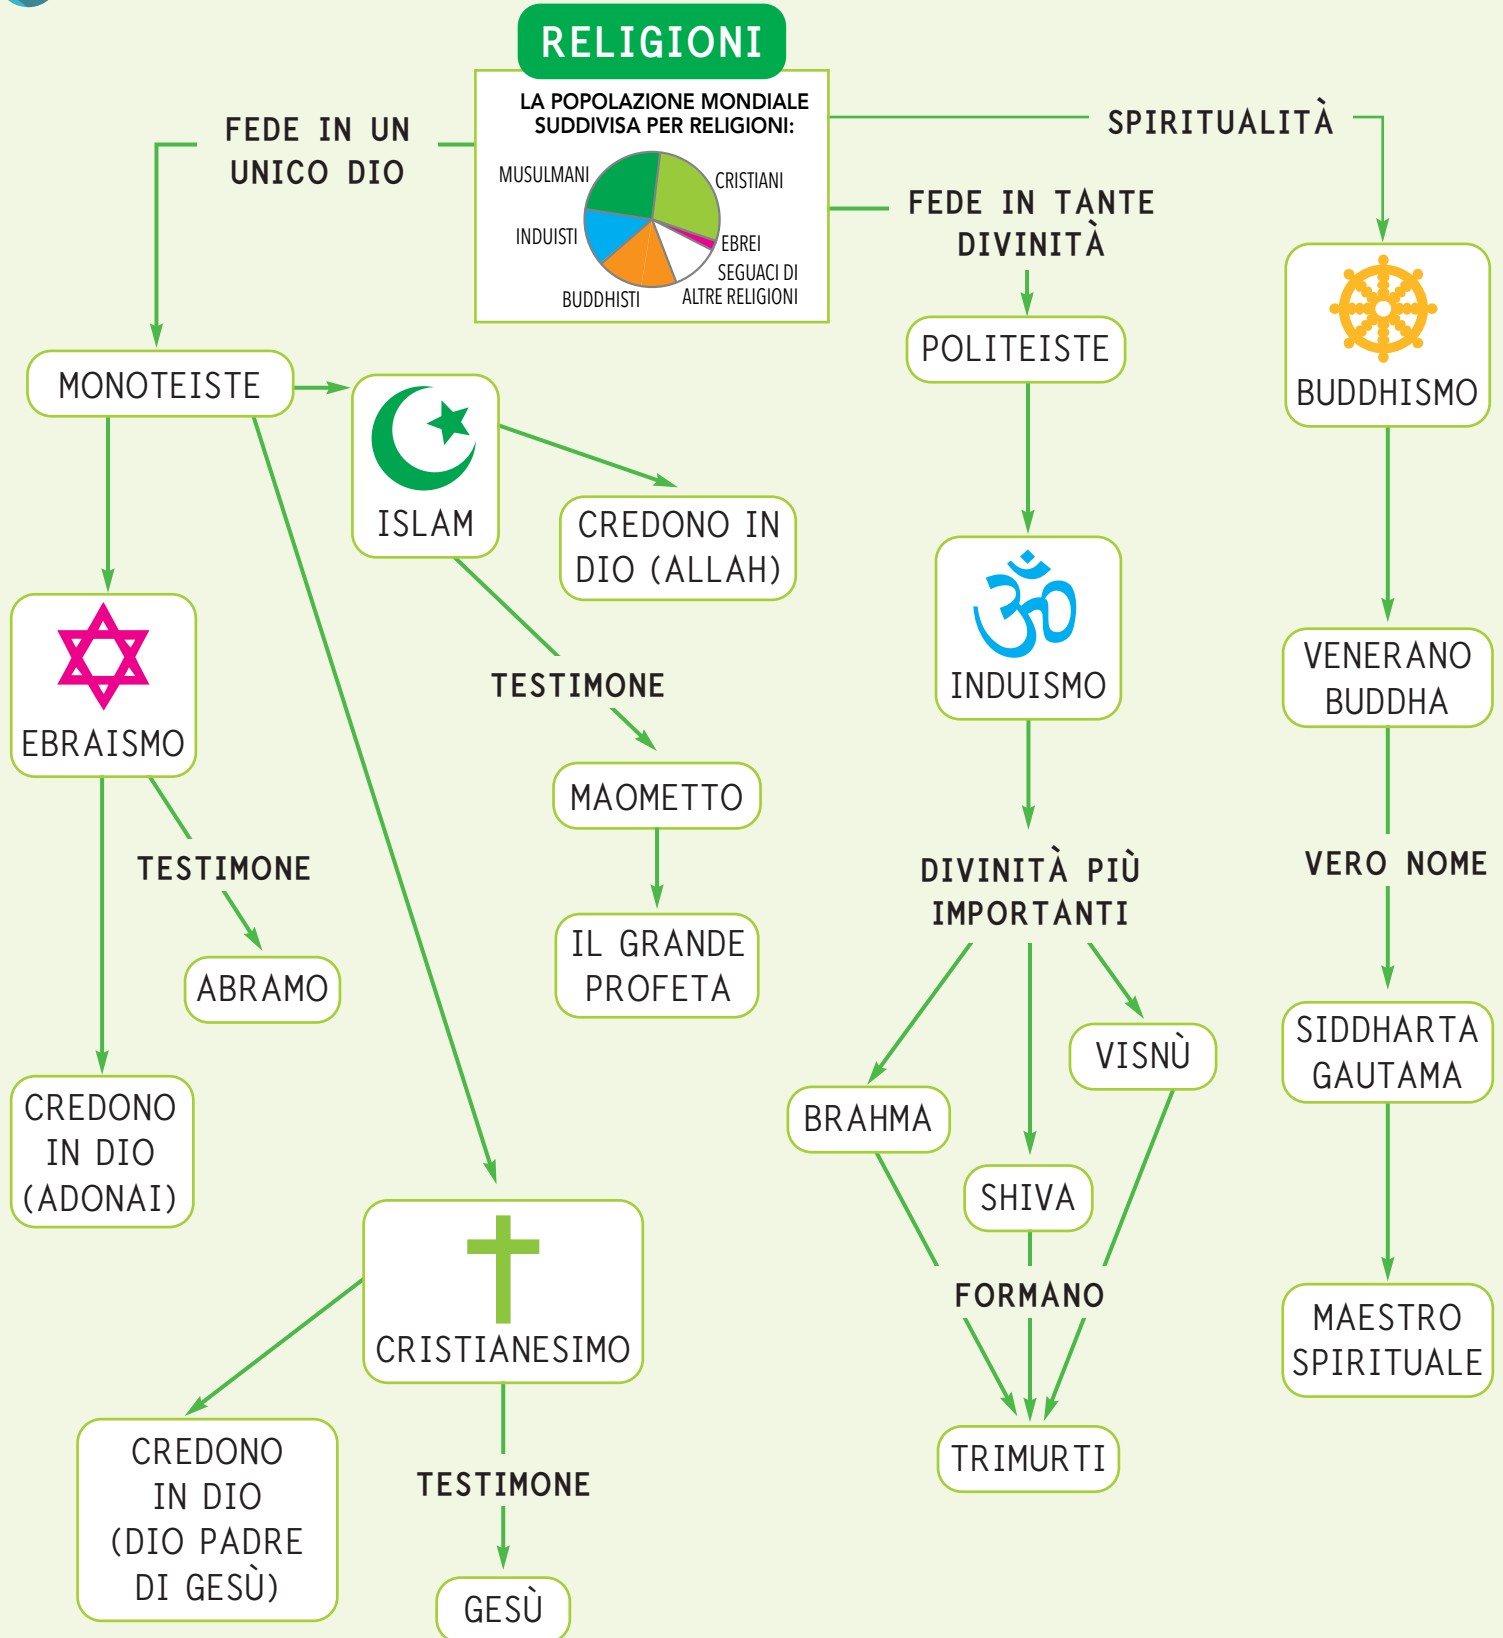 RELIGIONI
LA POPOLAZIONE MONDIALE
SUDDIVISA PER RELIGIONI:
MUSULMANI
CRISTIANI
INDUISTI
EBREI
SEGUACI DI
ALTRE RELIGIONI
BUDDHISTI
FEDE IN UN
UNICO DIO
MONOTEISTE
ISLAM
CREDONO IN
DIO (ALLAH)
TESTIMONE
MAOMETTO
IL GRANDE
PROFETA
EBRAISMO
TESTIMONE
ABRAMO
CREDONO
IN DIO
(ADONAI)
CRISTIANESIMO
CREDONO
IN DIO
(DIO PADRE
DI GESÙ)
TESTIMONE
GESÙ
FEDE IN TANTE
DIVINITÀ
POLITEISTE
INDUISMO
DIVINITÀ PIÙ
IMPORTANTI
BRAHMA
SHIVA
VISNÙ
FORMANO
TRIMURTI
SPIRITUALITÀ
BUDDHISMO
VENERANO
BUDDHA
VERO NOME
SIDDHARTA
GAUTAMA
MAESTRO
SPIRITUALE